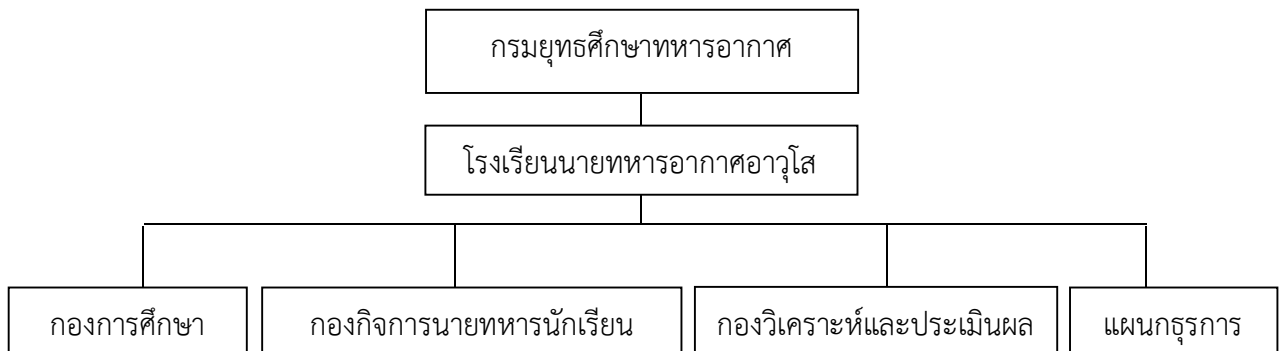 กรมยุทธศึกษาทหารอากาศ
โรงเรียนนายทหารอากาศอาวุโส
กองการศึกษา
กองกิจการนายทหารนักเรียน
กองวิเคราะห์และประเมินผล
แผนกธุรการ